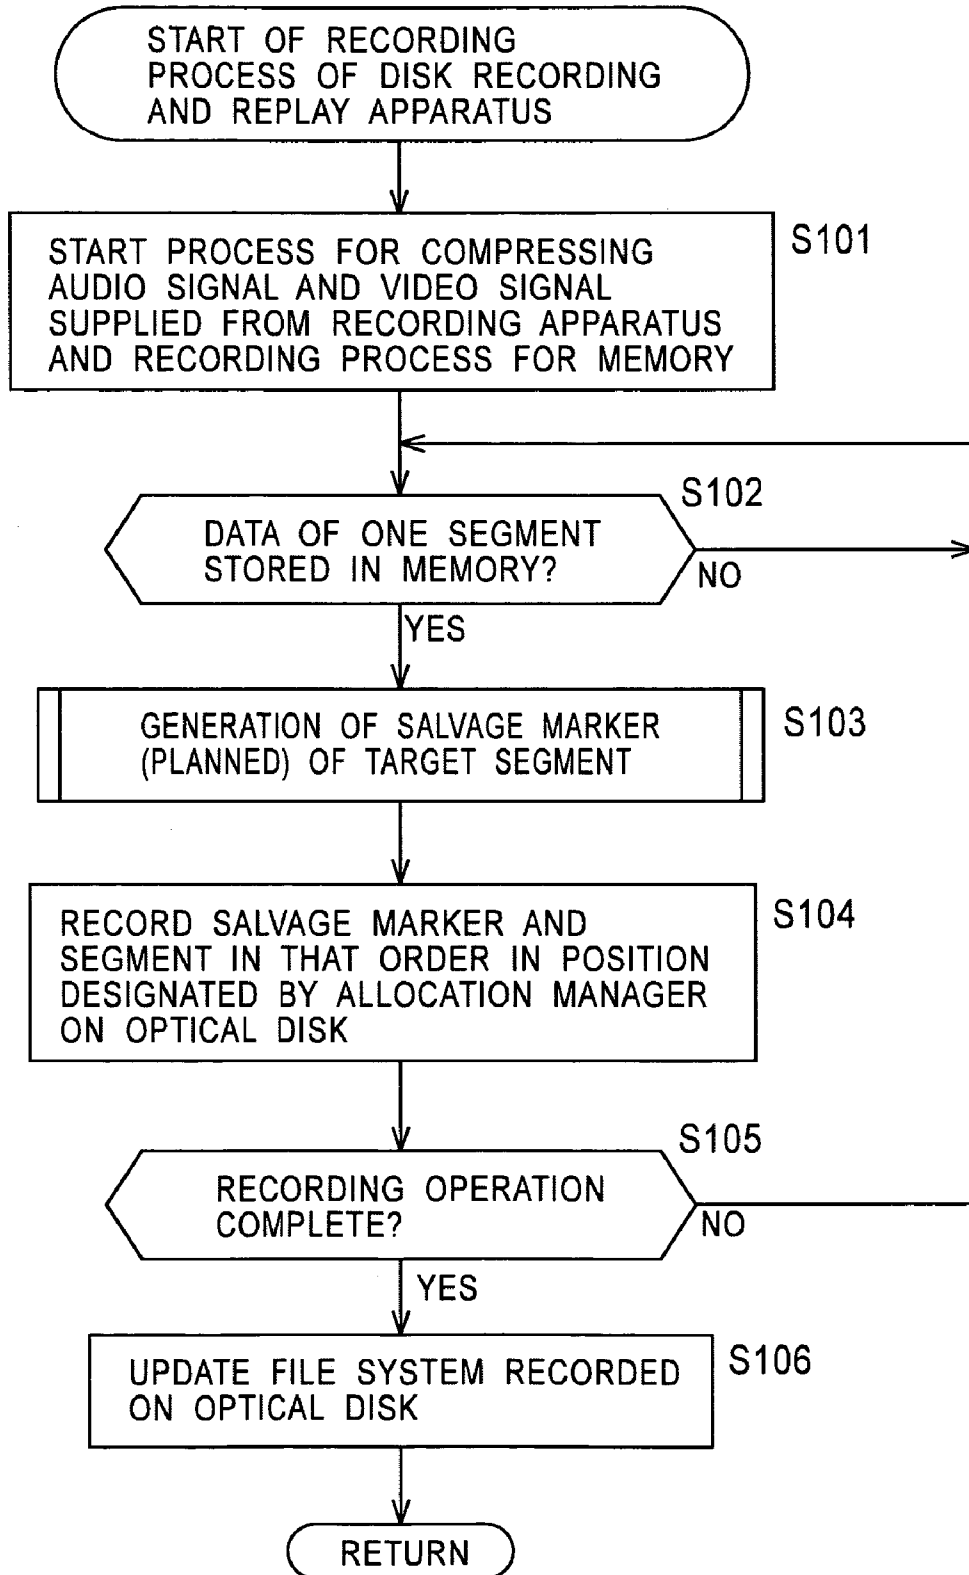 START OF RECORDING
PROCESS OF DISK RECORDING
AND REPLAY APPARATUS
S101
START PROCESS FOR COMPRESSING
AUDIO SIGNAL AND VIDEO SIGNAL
SUPPLIED FROM RECORDING APPARATUS
AND RECORDING PROCESS FOR MEMORY
S102
DATA OF ONE SEGMENT
STORED IN MEMORY?
NO
YES
S103
GENERATION OF SALVAGE MARKER
(PLANNED) OF TARGET SEGMENT
S104
RECORD SALVAGE MARKER AND
SEGMENT IN THAT ORDER IN POSITION
DESIGNATED BY ALLOCATION MANAGER
ON OPTICAL DISK
S105
RECORDING OPERATION
COMPLETE?
NO
YES
S106
UPDATE FILE SYSTEM RECORDED
ON OPTICAL DISK
RETURN